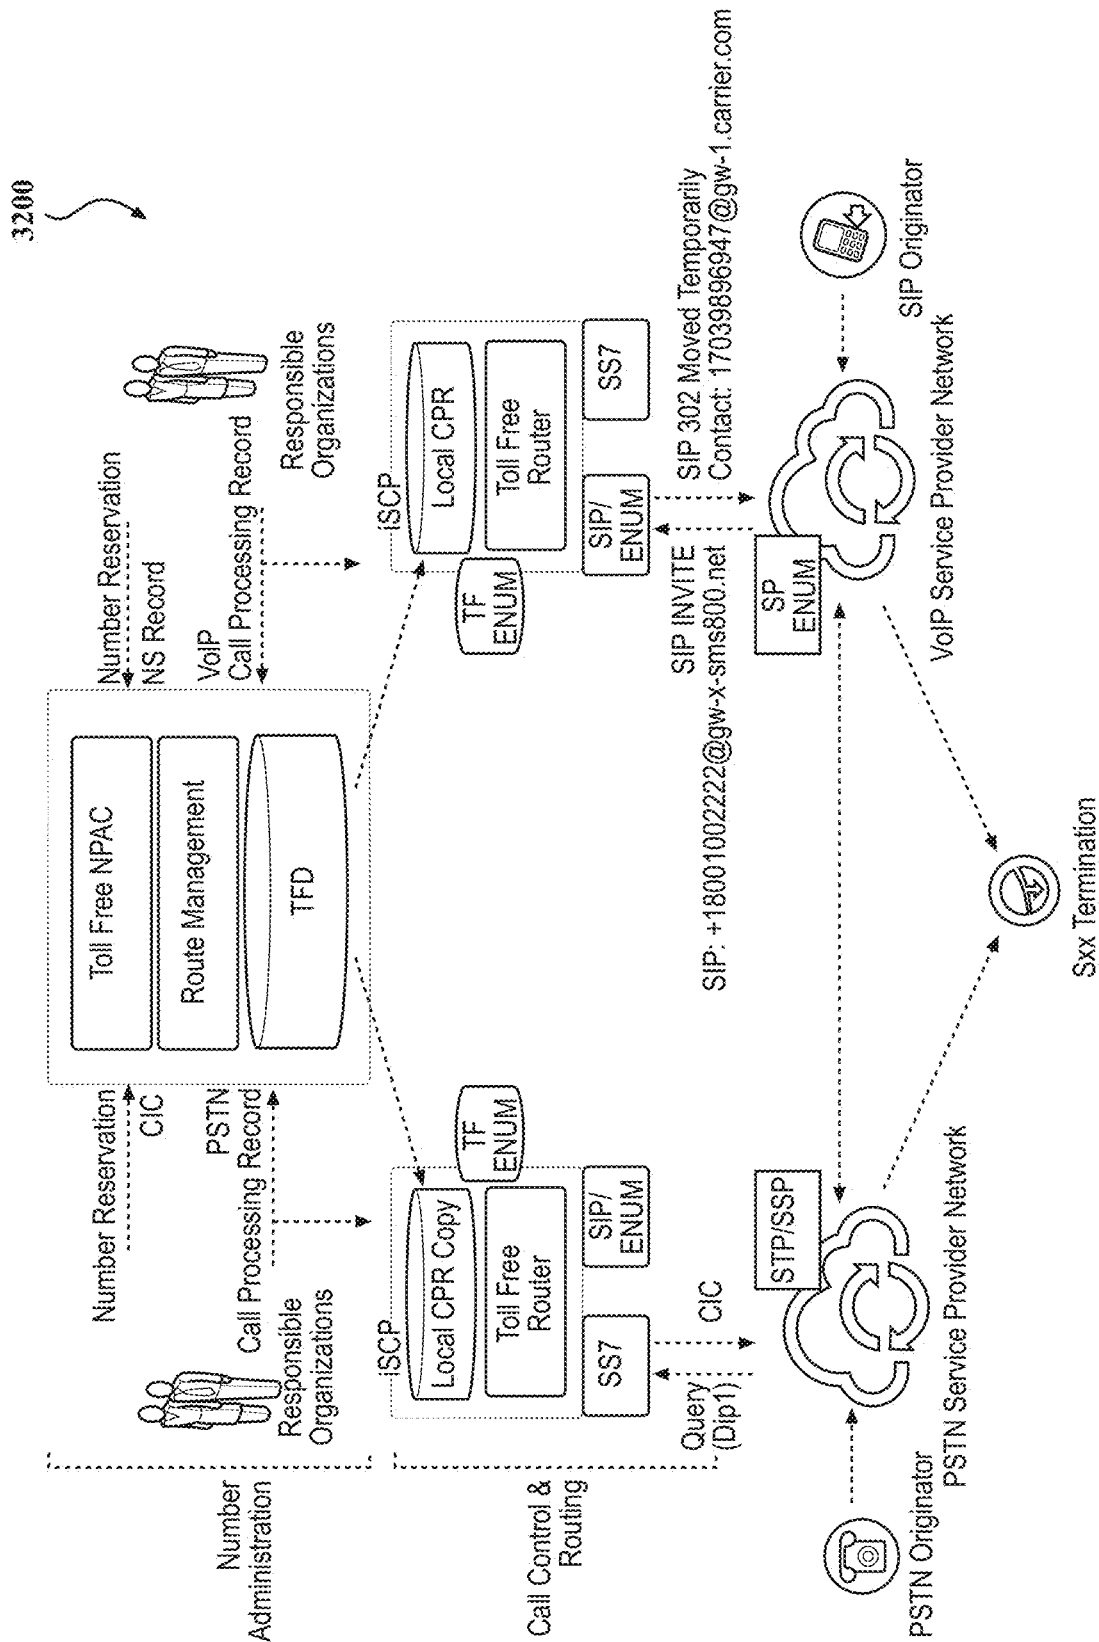 3200
Number Reservation
CIC
PSTN
Call Processing Record
Responsible
Organizations
Toll Free NPAC
Route Management
TFD
Number Reservation
NS Record
VoIP
Call Processing Record
Responsible
Organizations
Number
Administration
iSCP
Local CPR Copy
Toll Free
Router
TF
ENUM
SS7
SIP/
ENUM
iSCP
Local CPR
Toll Free
Router
TF
ENUM
SIP/
ENUM
SS7
Call Control &
Routing
Query
(Dip1)
CIC
SIP INVITE
SIP: +18001002222@gw-x-sms800.net
SIP 302 Moved Temporarily
Contact: 17039896947@gw-1.carrier.com
STP/SSP
SP
ENUM
PSTN Originator
PSTN Service Provider Network
VoIP Service Provider Network
SIP Originator
Sxx Termination